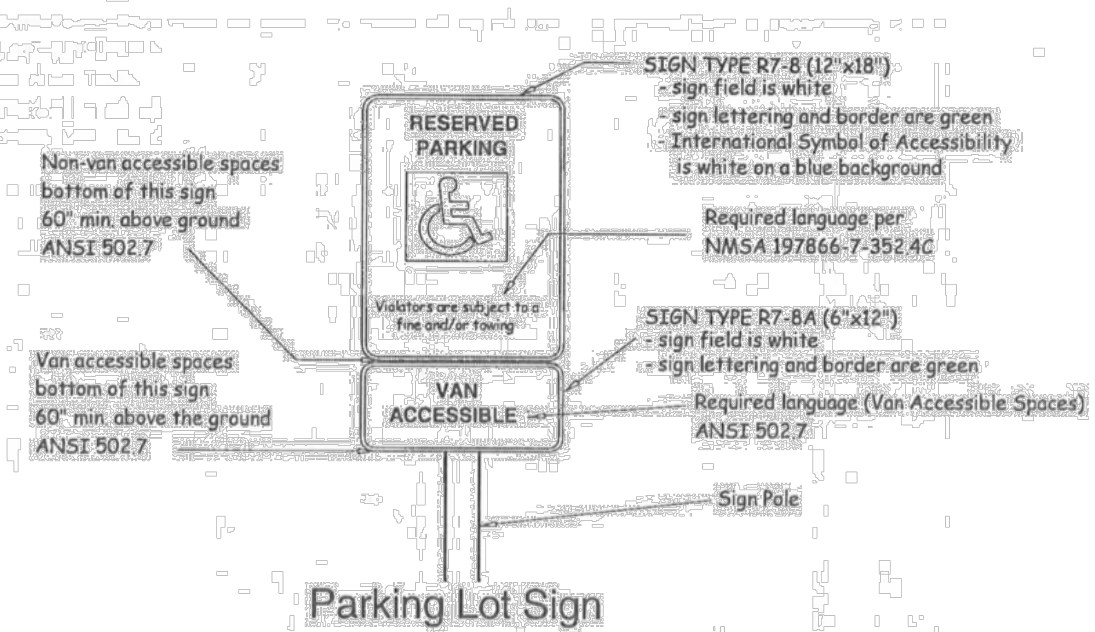 SIGN TYPE R7-8 (12"x18")
- sign field is white
- sign lettering and border are green
- International Symbol of Accessibility
is white on a blue background
RESERVED
PARKING
Non-van accessible spaces
bottom of this sign
60" min. above ground
ANSI 502.7
Required language per
NMSA 197866-7-352.4C
Violators are subject to a
fine and/or towing
SIGN TYPE R7-8A (6"x12")
- sign field is white
- sign lettering and border are green
Van accessible spaces
bottom of this sign
60" min. above the ground
ANSI 502.7
VAN
ACCESSIBLE
Required language (Van Accessible Spaces)
ANSI 502.7
Sign Pole
Parking Lot Sign